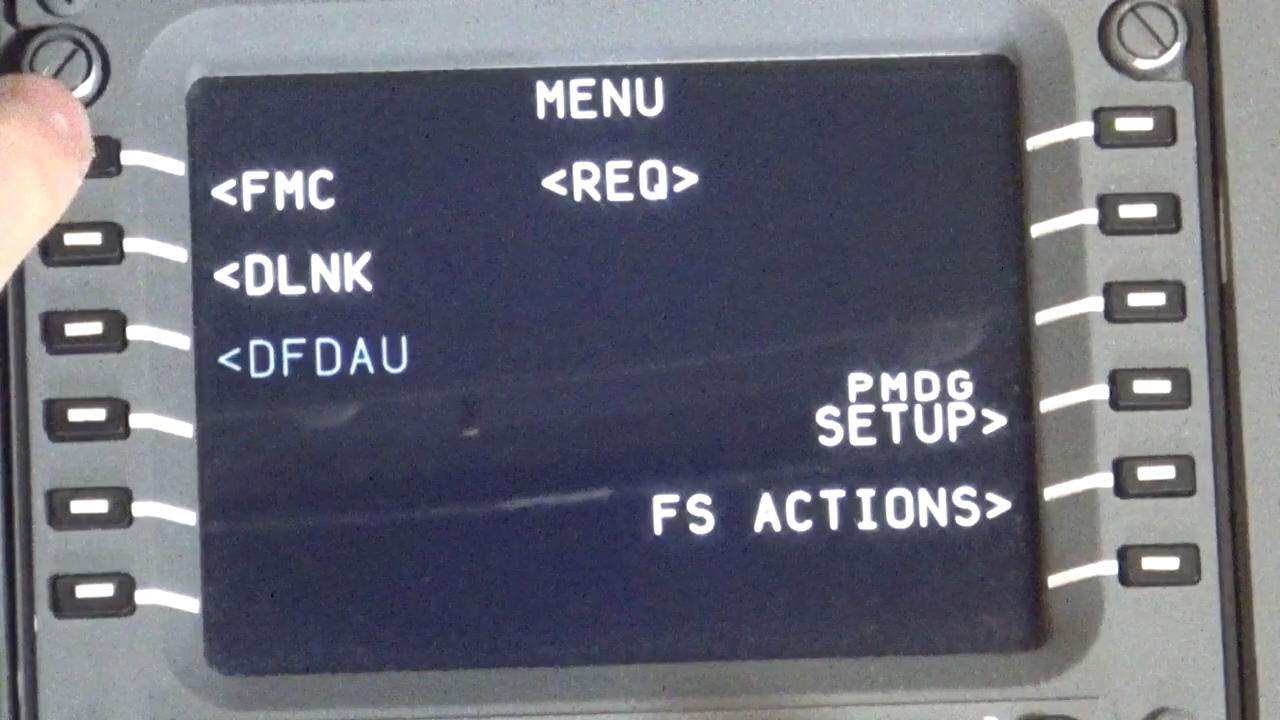 MENU
<FMC <REQ>
<DLNK
<DFDAU
PMDG
SETUP>
FS ACTIONS>